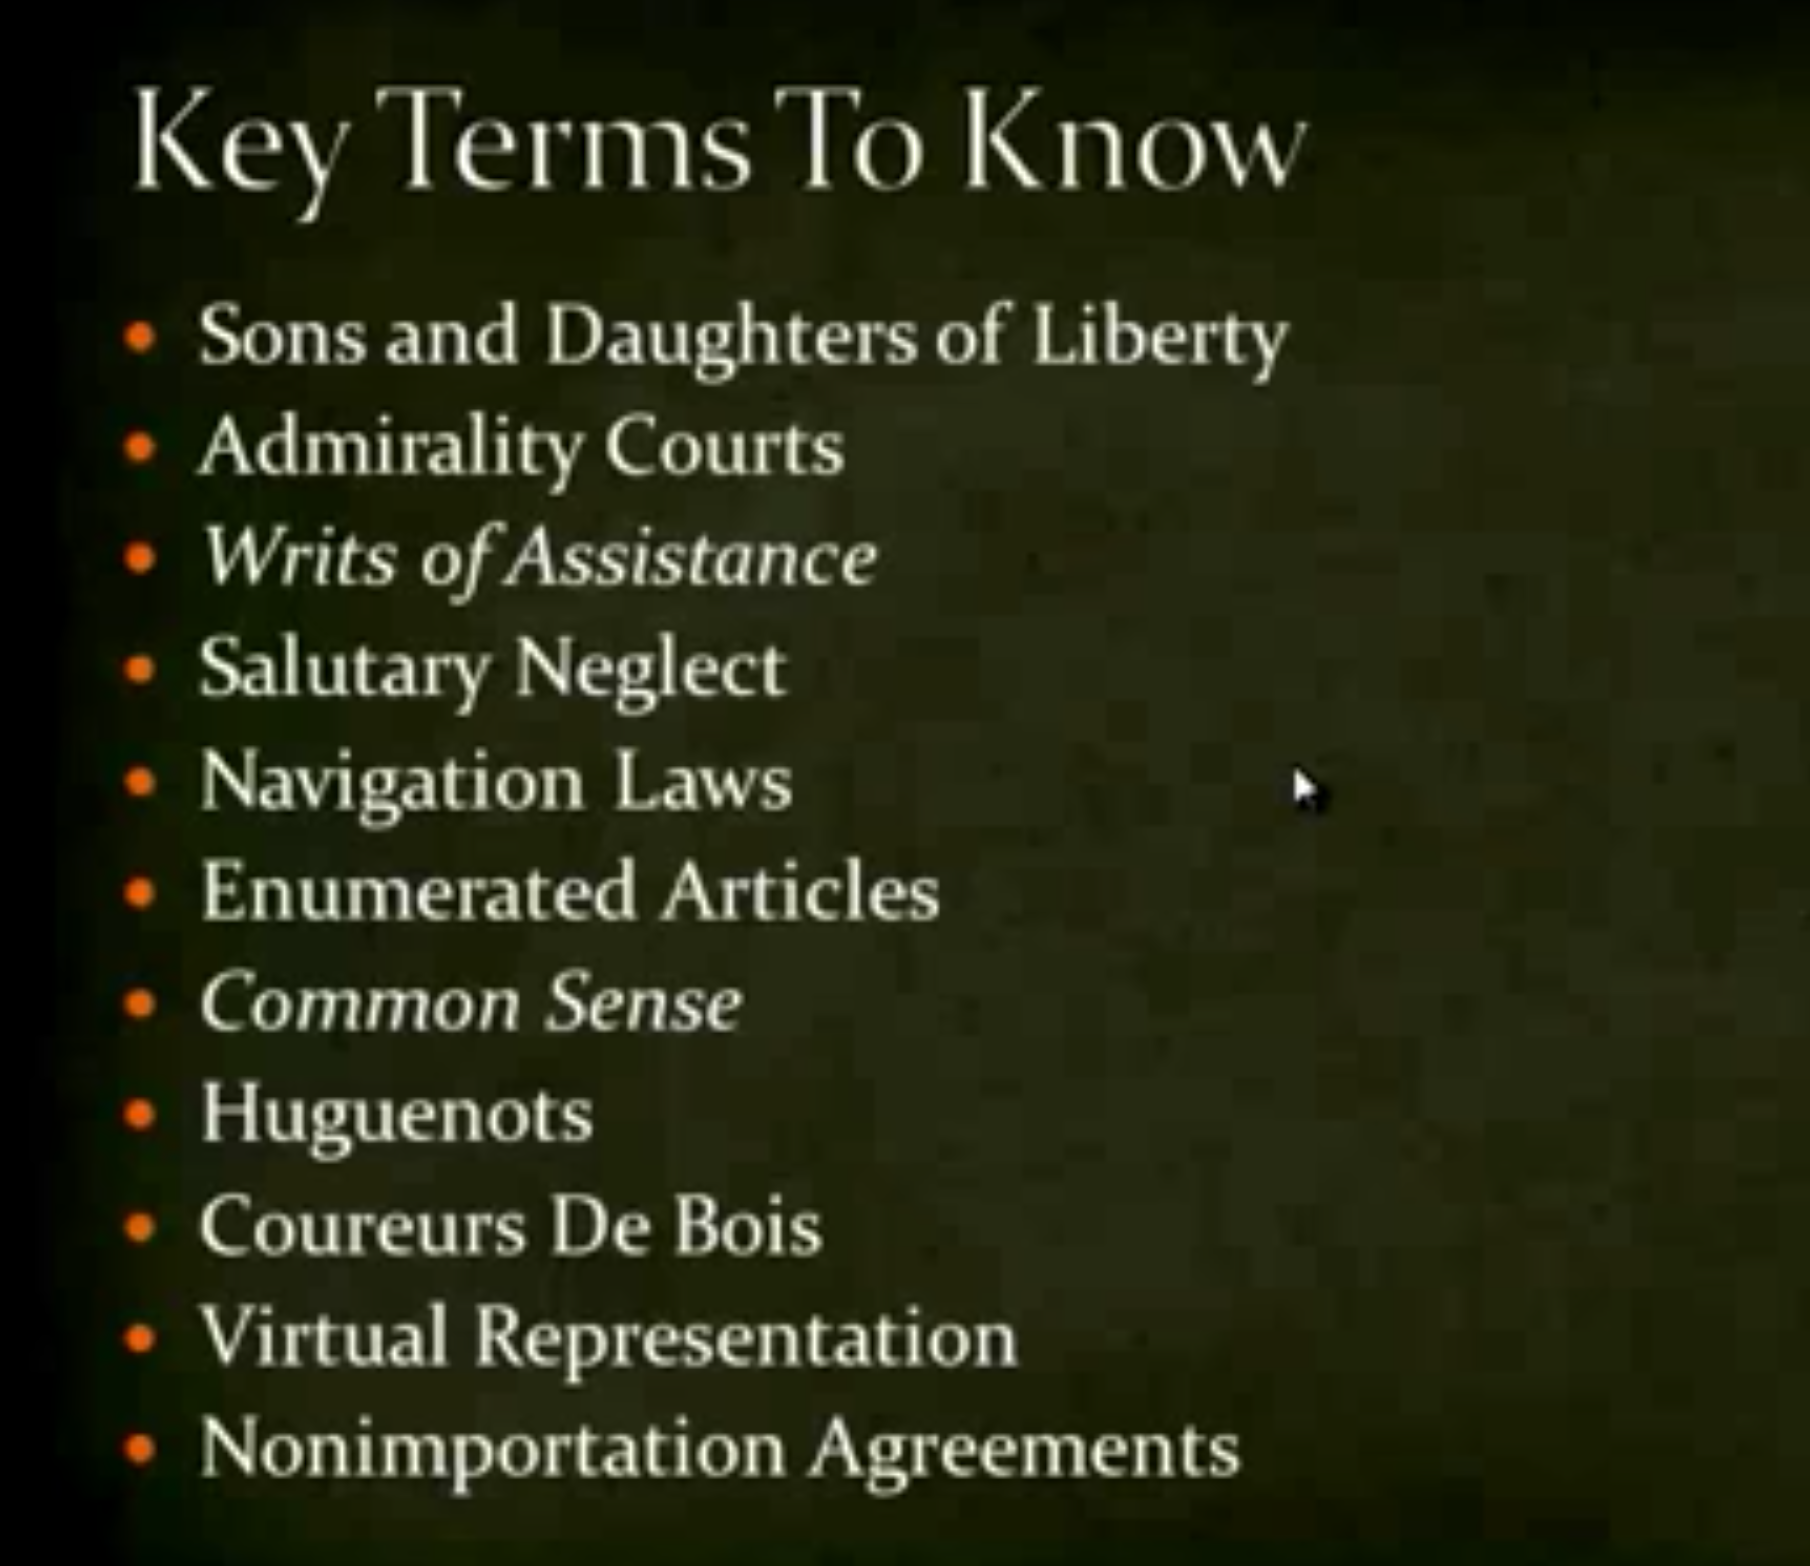 Key Terms To Know
• Sons and Daughters of Liberty
• Admirality Courts
• Writs of Assistance
• Salutary Neglect
• Navigation Laws
• Enumerated Articles
• Common Sense
• Huguenots
• Coureurs De Bois
• Virtual Representation
• Nonimportation Agreements